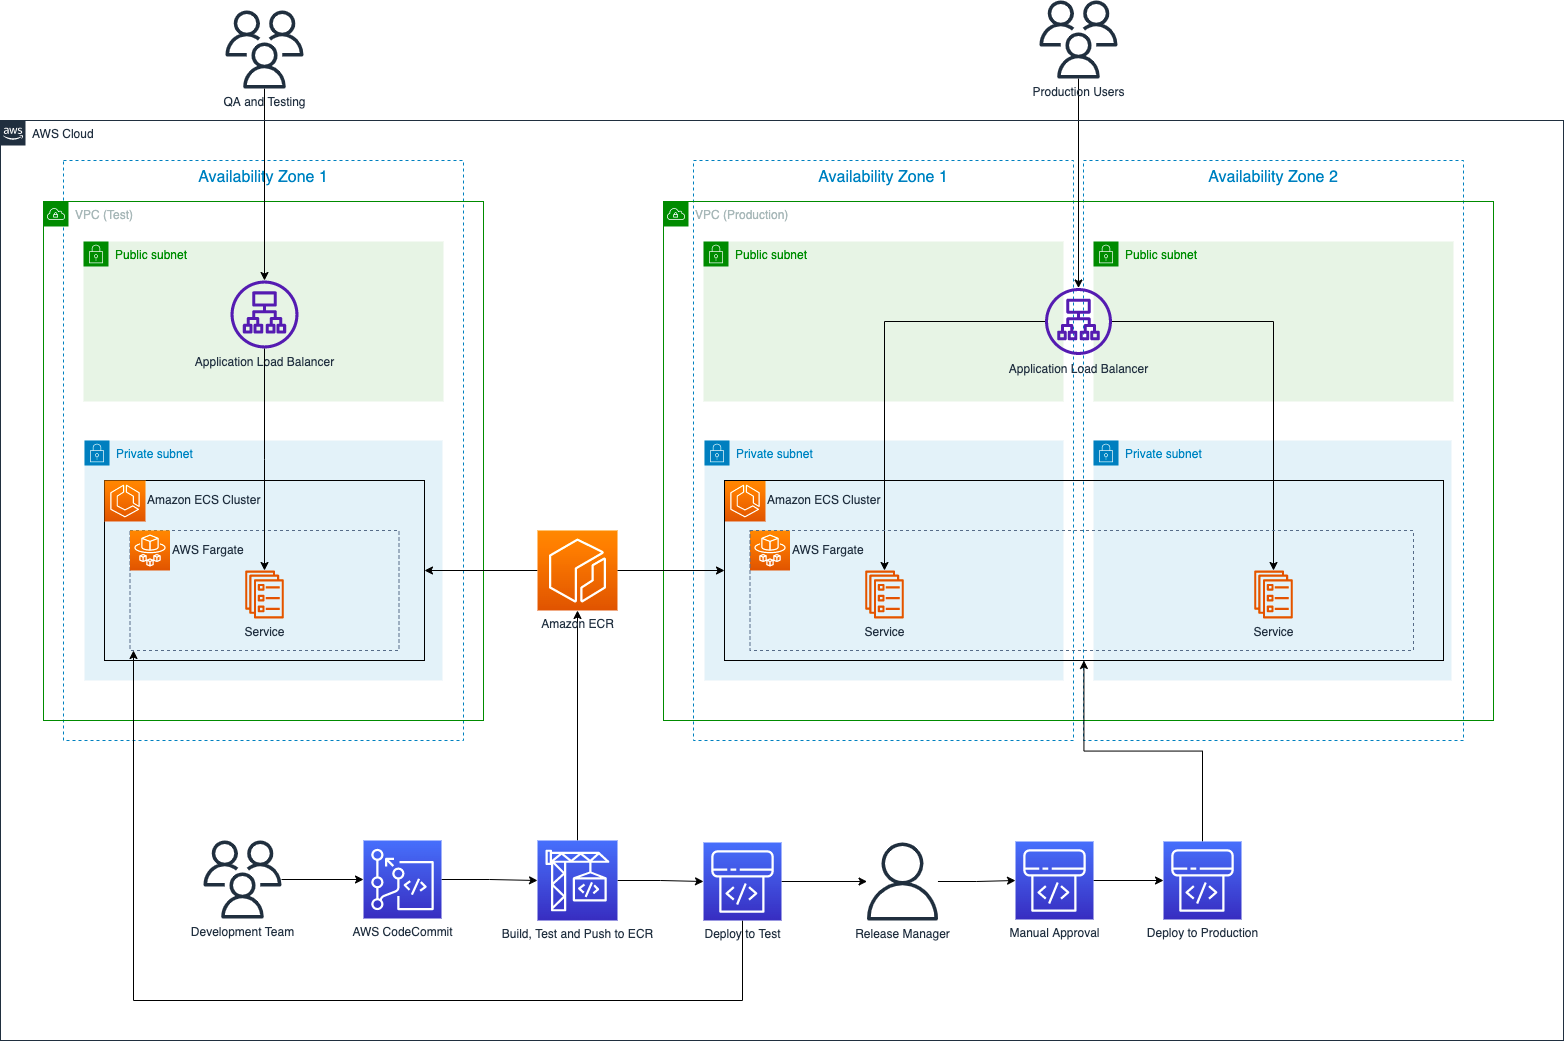 QA and Testing
Production Users
aws
AWS Cloud
Availability Zone 1
Availability Zone 1
Availability Zone 2
VPC (Test)
VPC (Production)
Public subnet
Public subnet
Public subnet
Application Load Balancer
Application Load Balancer
Private subnet
Private subnet
Private subnet
Amazon ECS Cluster
Amazon ECS Cluster
AWS Fargate
AWS Fargate
Service
Amazon ECR
Service
Service
Development Team
AWS CodeCommit
Build, Test and Push to ECR
Deploy to Test
Release Manager
Manual Approval
Deploy to Production